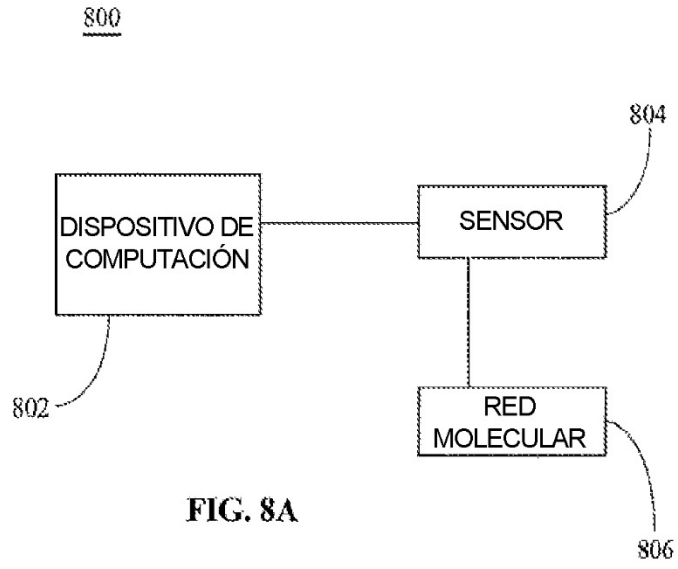 800
804
DISPOSITIVO DE
COMPUTACIÓN
SENSOR
802
RED
MOLECULAR
FIG. 8A
806